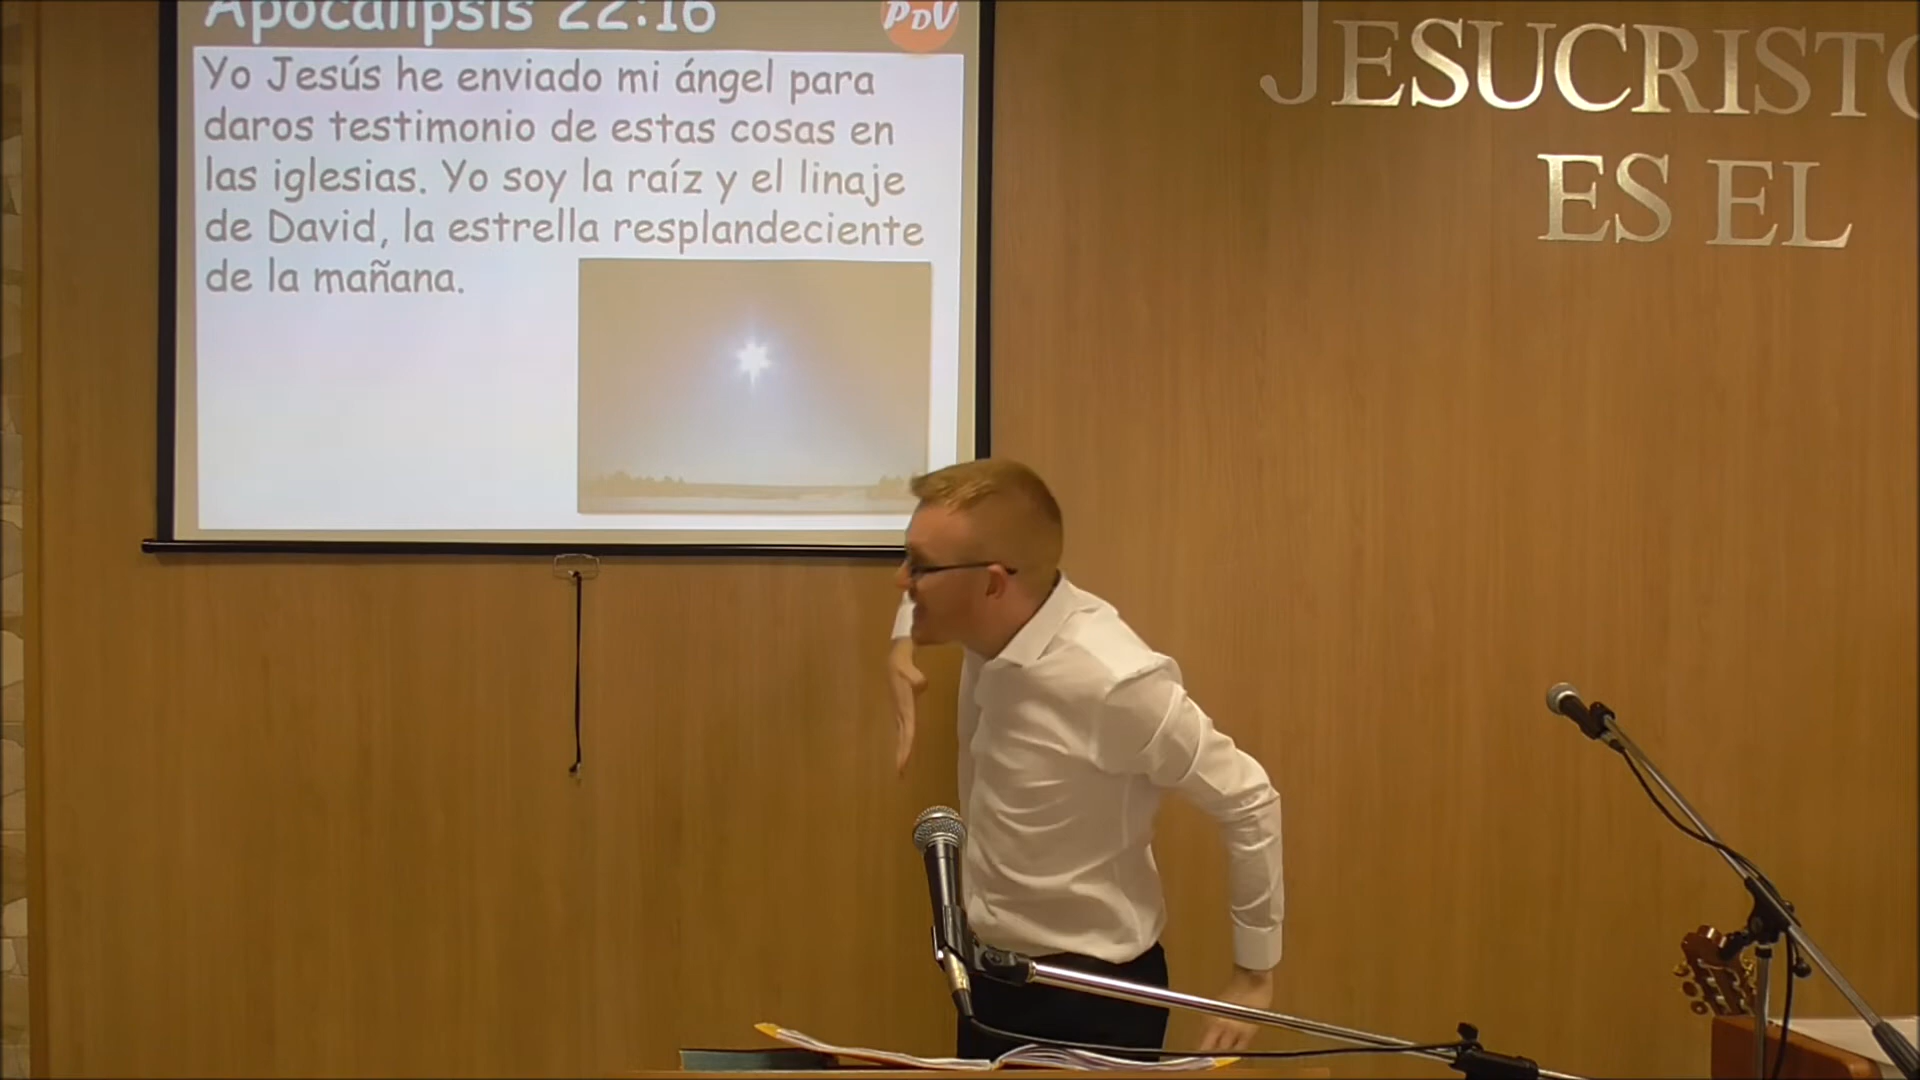 Apocalipsis 22:16
PDV
Yo Jesús he enviado mi ángel para
daros testimonio de estas cosas en
las iglesias. Yo soy la raíz y el linaje
de David, la estrella resplandeciente
de la mañana.
JESUCRISTO
ES EL